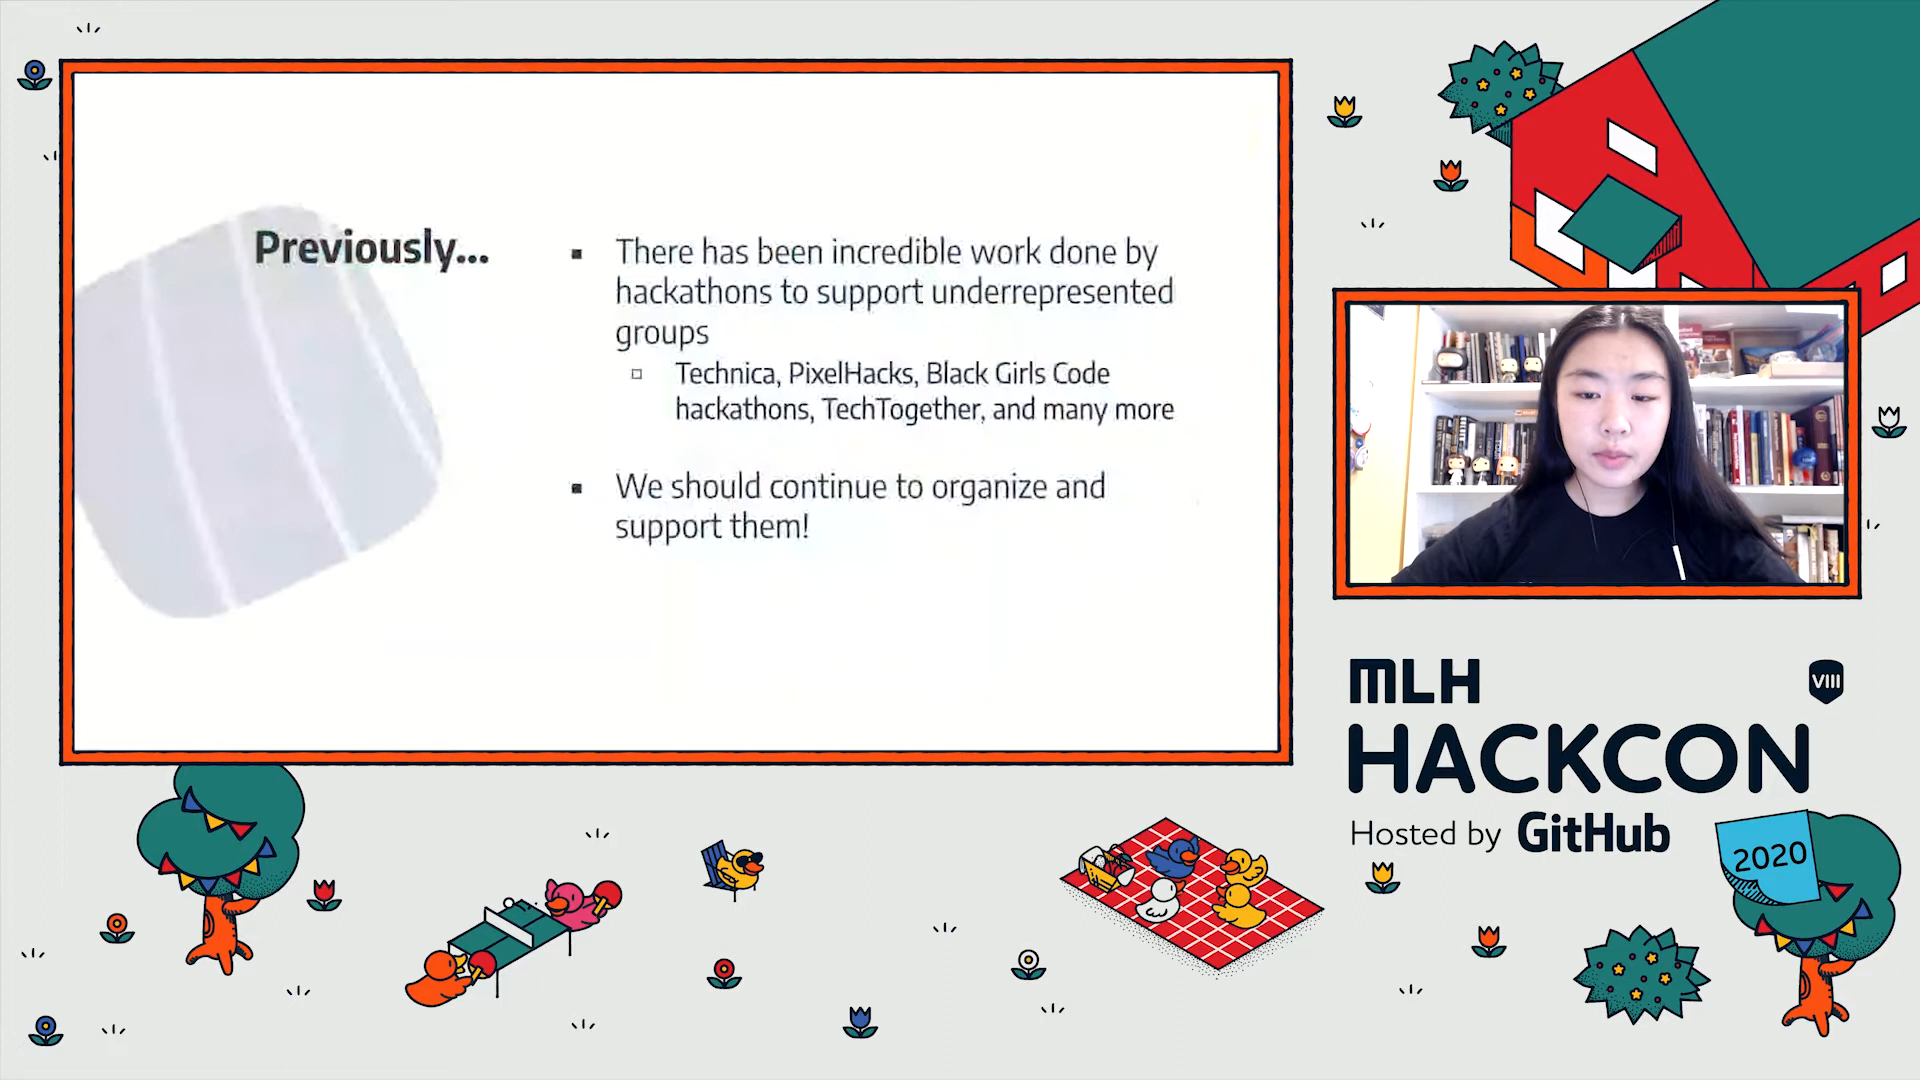 Previously...
▪ There has been incredible work done by
hackathons to support underrepresented
groups
▫ Technica, PixelHacks, Black Girls Code
hackathons, TechTogether, and many more
▪ We should continue to organize and
support them!
MLH
VIII
HACKCON
Hosted by GitHub
2020